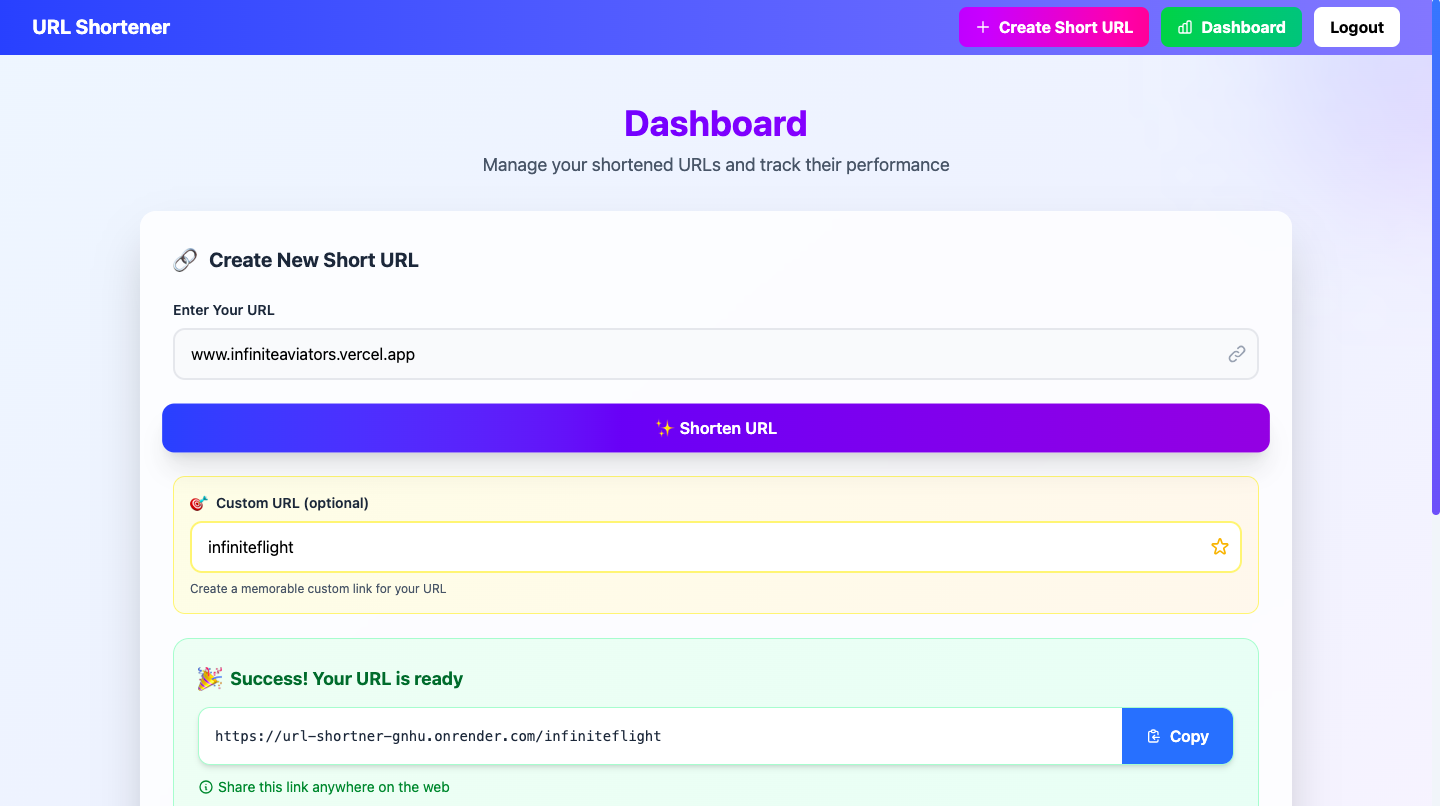 URL Shortener
Create Short URL
Dashboard
Logout
Dashboard
Manage your shortened URLs and track their performance
Create New Short URL
Enter Your URL
www.infiniteaviators.vercel.app
Shorten URL
Custom URL (optional)
infiniteflight
Create a memorable custom link for your URL
Success! Your URL is ready
https://url-shortner-gnhu.onrender.com/infiniteflight
Copy
Share this link anywhere on the web